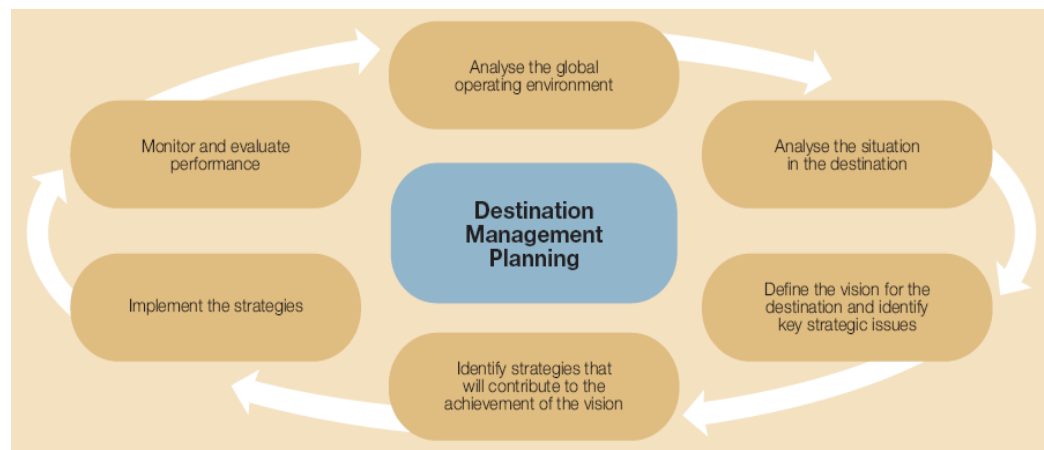 Analyse the global
operating environment
Analyse the situation
in the destination
Define the vision for the
destination and identify
key strategic issues
Identify strategies that
will contribute to the
achievement of the vision
Implement the strategies
Monitor and evaluate
performance
Destination
Management
Planning